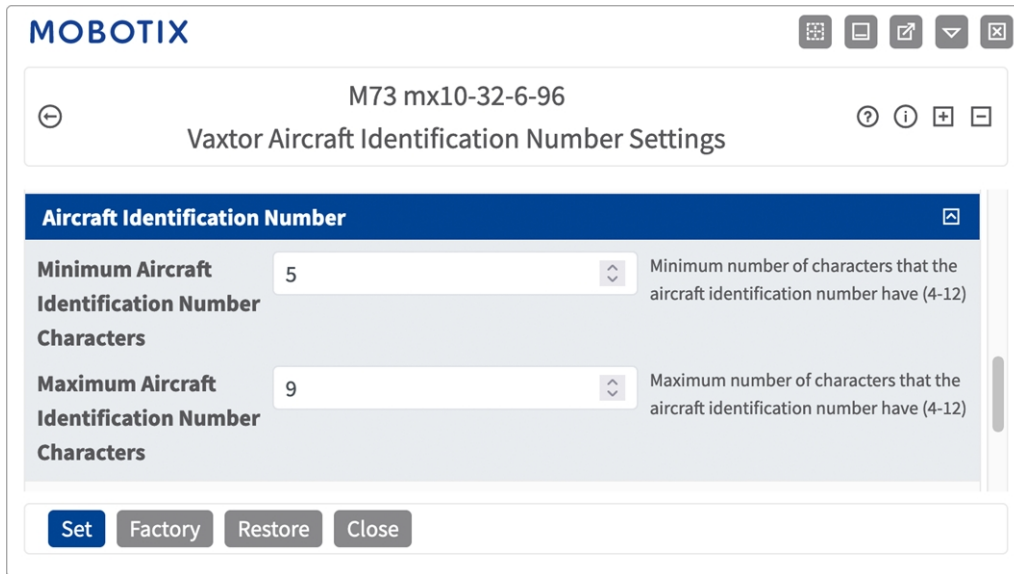 MOBOTIX
M73 mx10-32-6-96
Vaxtor Aircraft Identification Number Settings
Aircraft Identification Number
Minimum Aircraft
Identification Number
Characters
5
Minimum number of characters that the
aircraft identification number have (4-12)
Maximum Aircraft
Identification Number
Characters
9
Maximum number of characters that the
aircraft identification number have (4-12)
Set Factory Restore Close